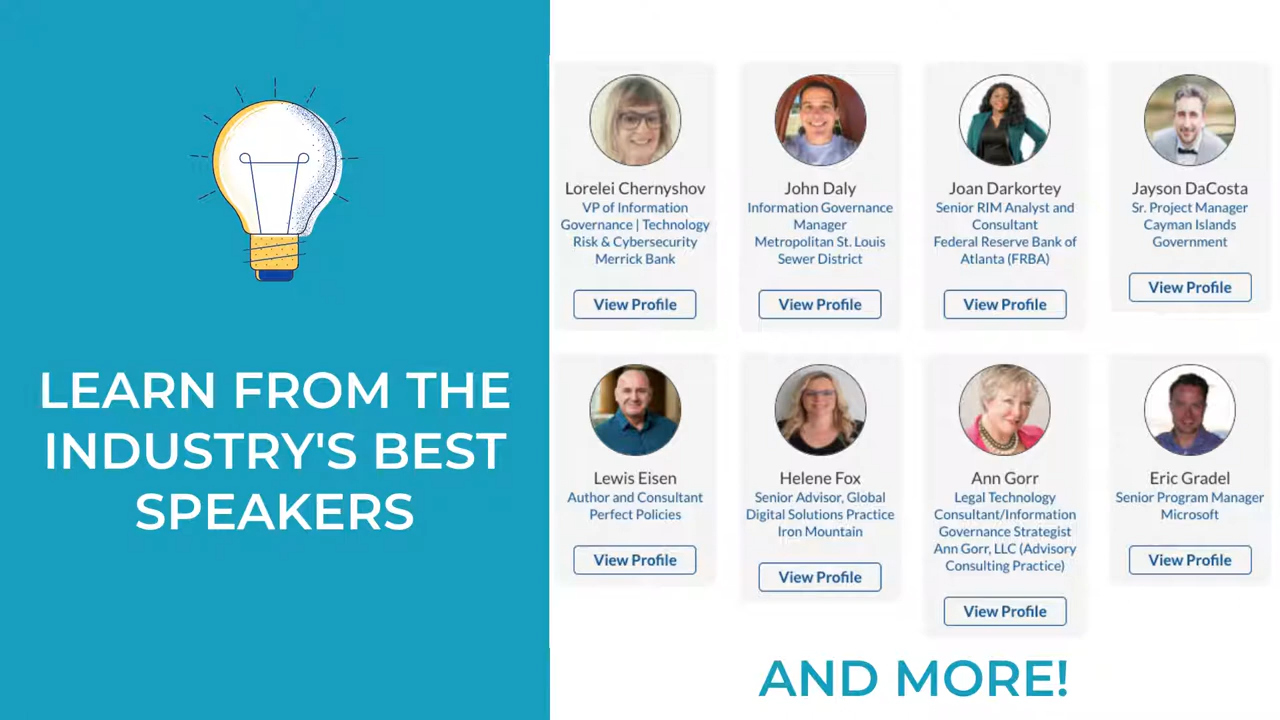 LEARN FROM THE
INDUSTRY'S BEST
SPEAKERS
Lorelei Chernyshov
VP of Information
Governance | Technology
Risk & Cybersecurity
Merrick Bank
View Profile
John Daly
Information Governance
Manager
Metropolitan St. Louis
Sewer District
View Profile
Joan Darkortey
Senior RIM Analyst and
Consultant
Federal Reserve Bank of
Atlanta (FRBA)
View Profile
Jayson DaCosta
Sr. Project Manager
Cayman Islands
Government
View Profile
Lewis Eisen
Author and Consultant
Perfect Policies
View Profile
Helene Fox
Senior Advisor, Global
Digital Solutions Practice
Iron Mountain
View Profile
Ann Gorr
Legal Technology
Consultant/Information
Governance Strategist
Ann Gorr, LLC (Advisory
Consulting Practice)
View Profile
Eric Gradel
Senior Program Manager
Microsoft
View Profile
AND MORE!